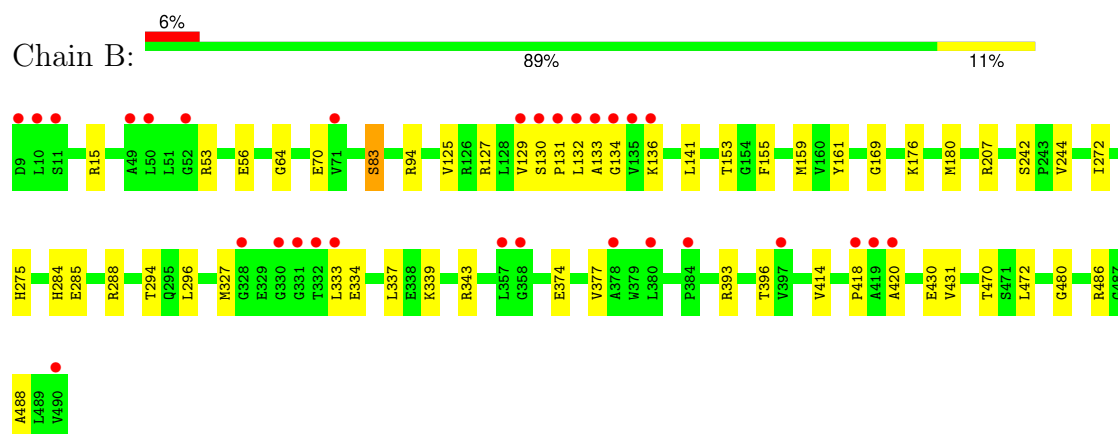 6%
Chain B:
89% 11%
D9 L10 S11 R15 A49 L50 L51 G52 R53 E56 G64 E70 V71 S83 R94 V125 R126 R127 L128 V129 S130 P131 L132 A133 G134 V135 K136 L141 T153 G154 F155 M159 V160 Y161 G169 K176 M180 R207 S242 P243 V244 I272
H275 H284 E285 R288 T294 Q295 L296 M327 G328 E329 G330 G331 T332 L333 E334 L337 E338 K339 R343 L357 G358 E374 V377 A378 W379 L380 P384 R393 T396 V397 V414 P418 A419 A420 E430 V431 T470 S471 L472 G480 R486 G487
A488 L489 V490